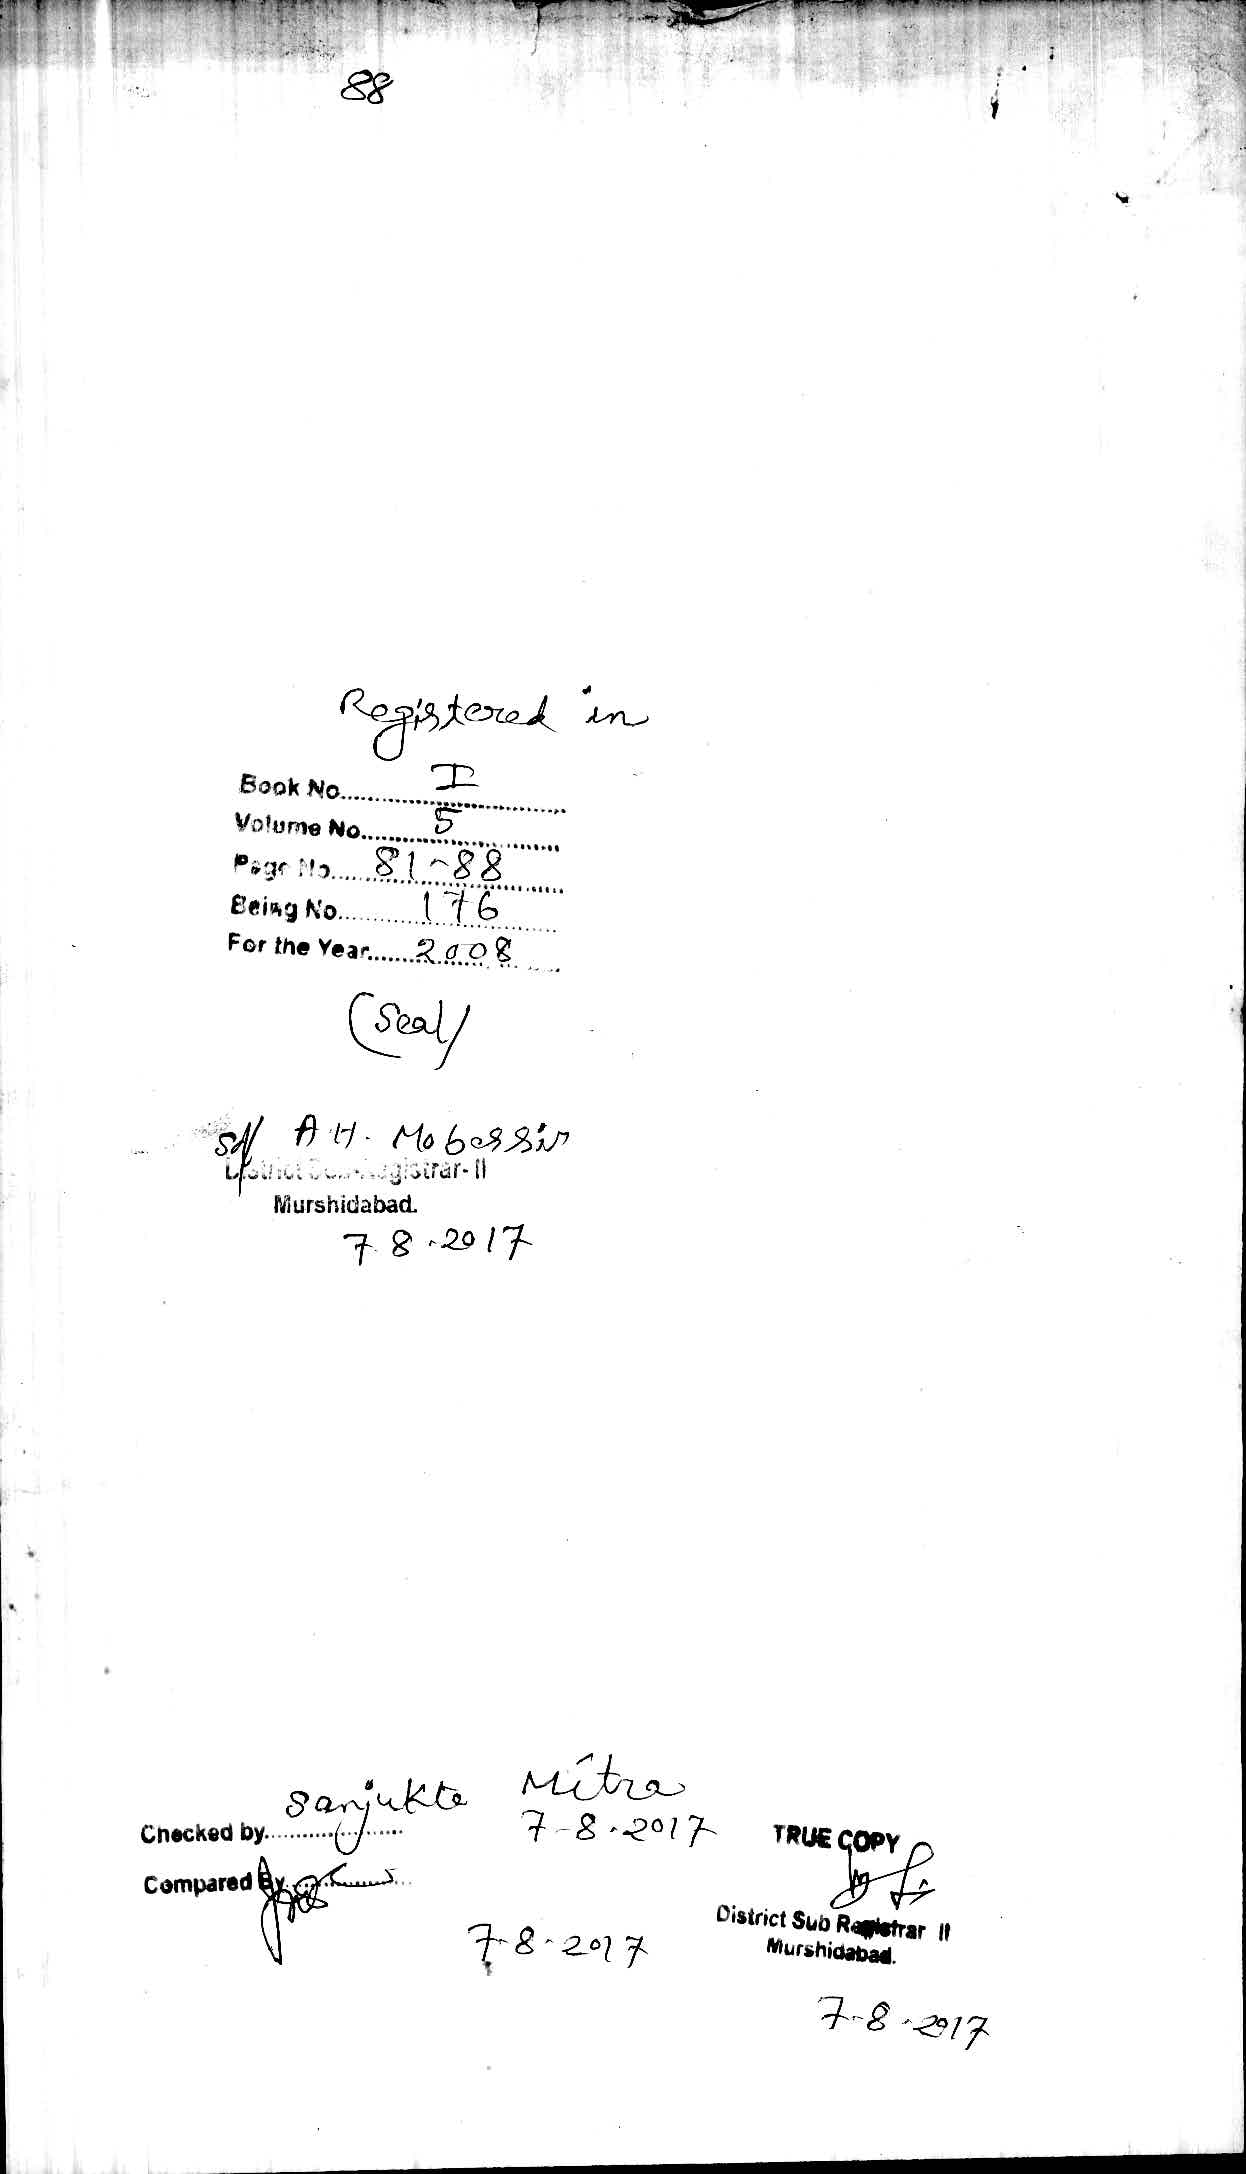 88
Registered in
Book No. I
Volume No. 5
Page No. 81-88
Being No. 176
For the Year 2008
(Seal)
Sd/ A H. Mobassir
District Sub-Registrar-II
Murshidabad.
7.8.2017
Sanjukta Mitra
Checked by 7-8.2017
TRUE COPY
Compared By
District Sub Registrar II
Murshidabad.
7-8-2017
7-8.2017